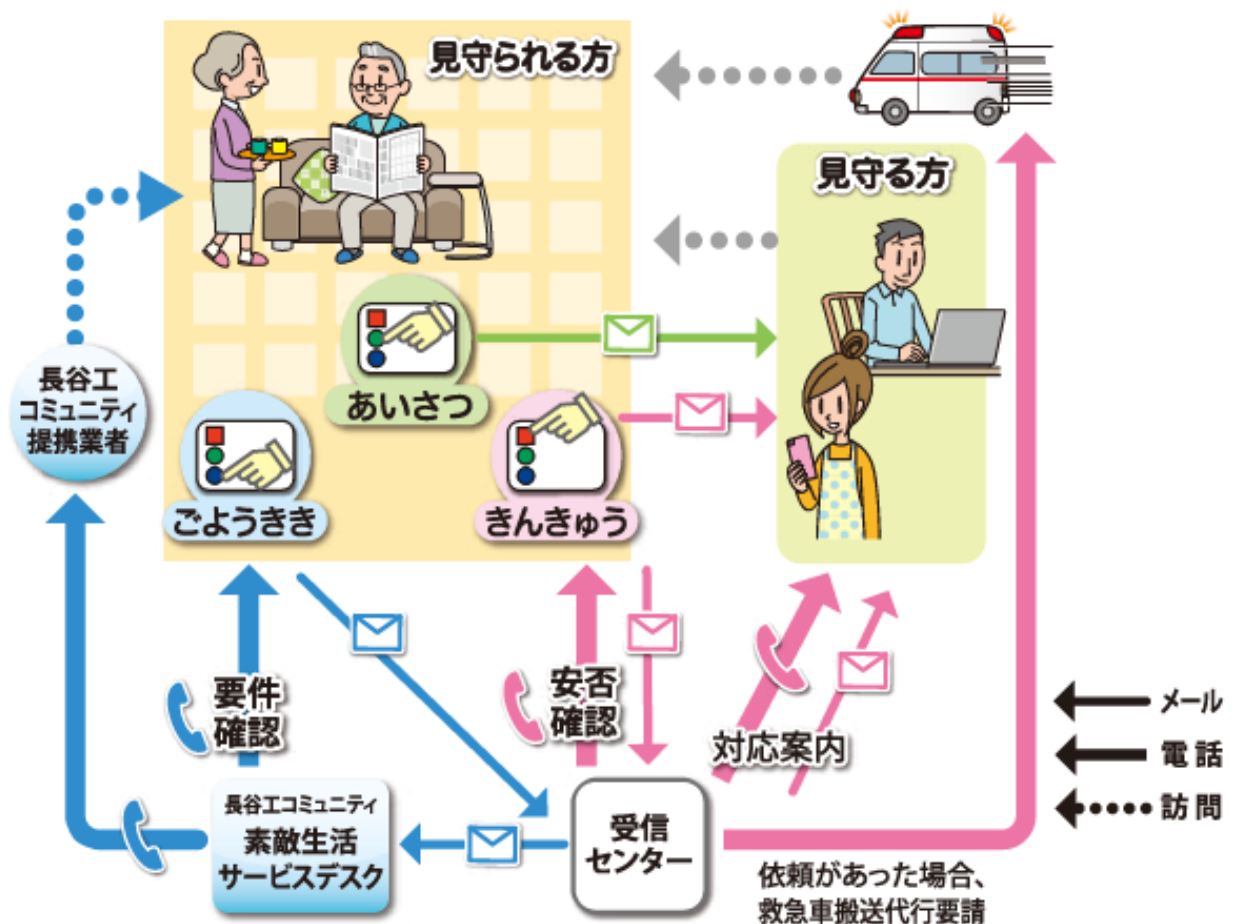 見守られる方
見守る方
あいさつ
ごようきき
きんきゅう
長谷工
コミュニティ
提携業者
要件
確認
安否
確認
対応案内
長谷工コミュニティ
素敵生活
サービスデスク
受信
センター
依頼があった場合、
救急車搬送代行要請
メール
電話
訪問